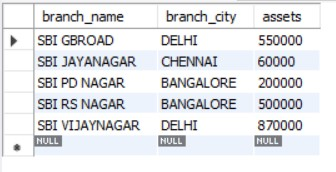 branch_name branch_city assets
SBI GBROAD DELHI 550000
SBI JAYANAGAR CHENNAI 60000
SBI PD NAGAR BANGALORE 200000
SBI RS NAGAR BANGALORE 500000
SBI VIJAYNAGAR DELHI 870000
NULL NULL NULL